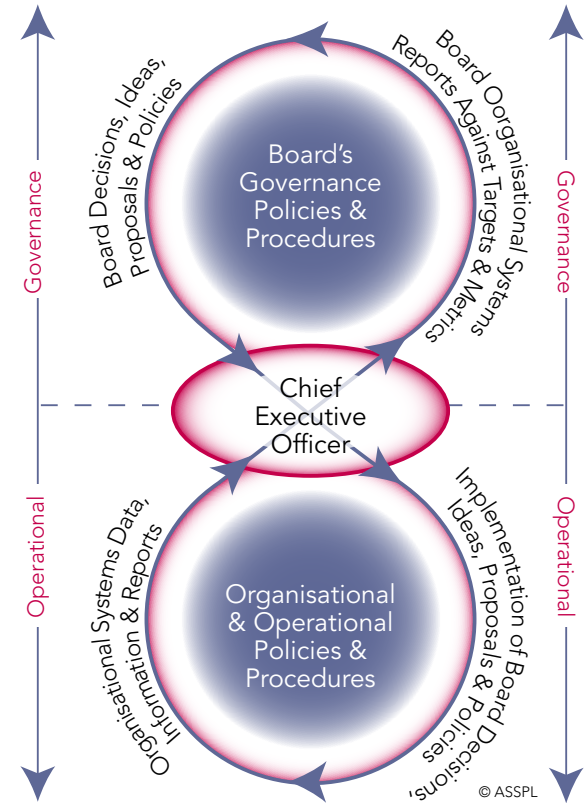 Board Decisions, Ideas,
Proposals & Policies
Board Oorganisational Systems
Reports Against Targets & Metrics
Governance
Governance
Board's
Governance
Policies &
Procedures
Chief
Executive
Officer
Operational
Operational
Organisational Systems Data,
Information & Reports
Organisational
& Operational
Policies &
Procedures
Implementation of Board Decisions,
Ideas, Proposals & Policies
© ASSPL